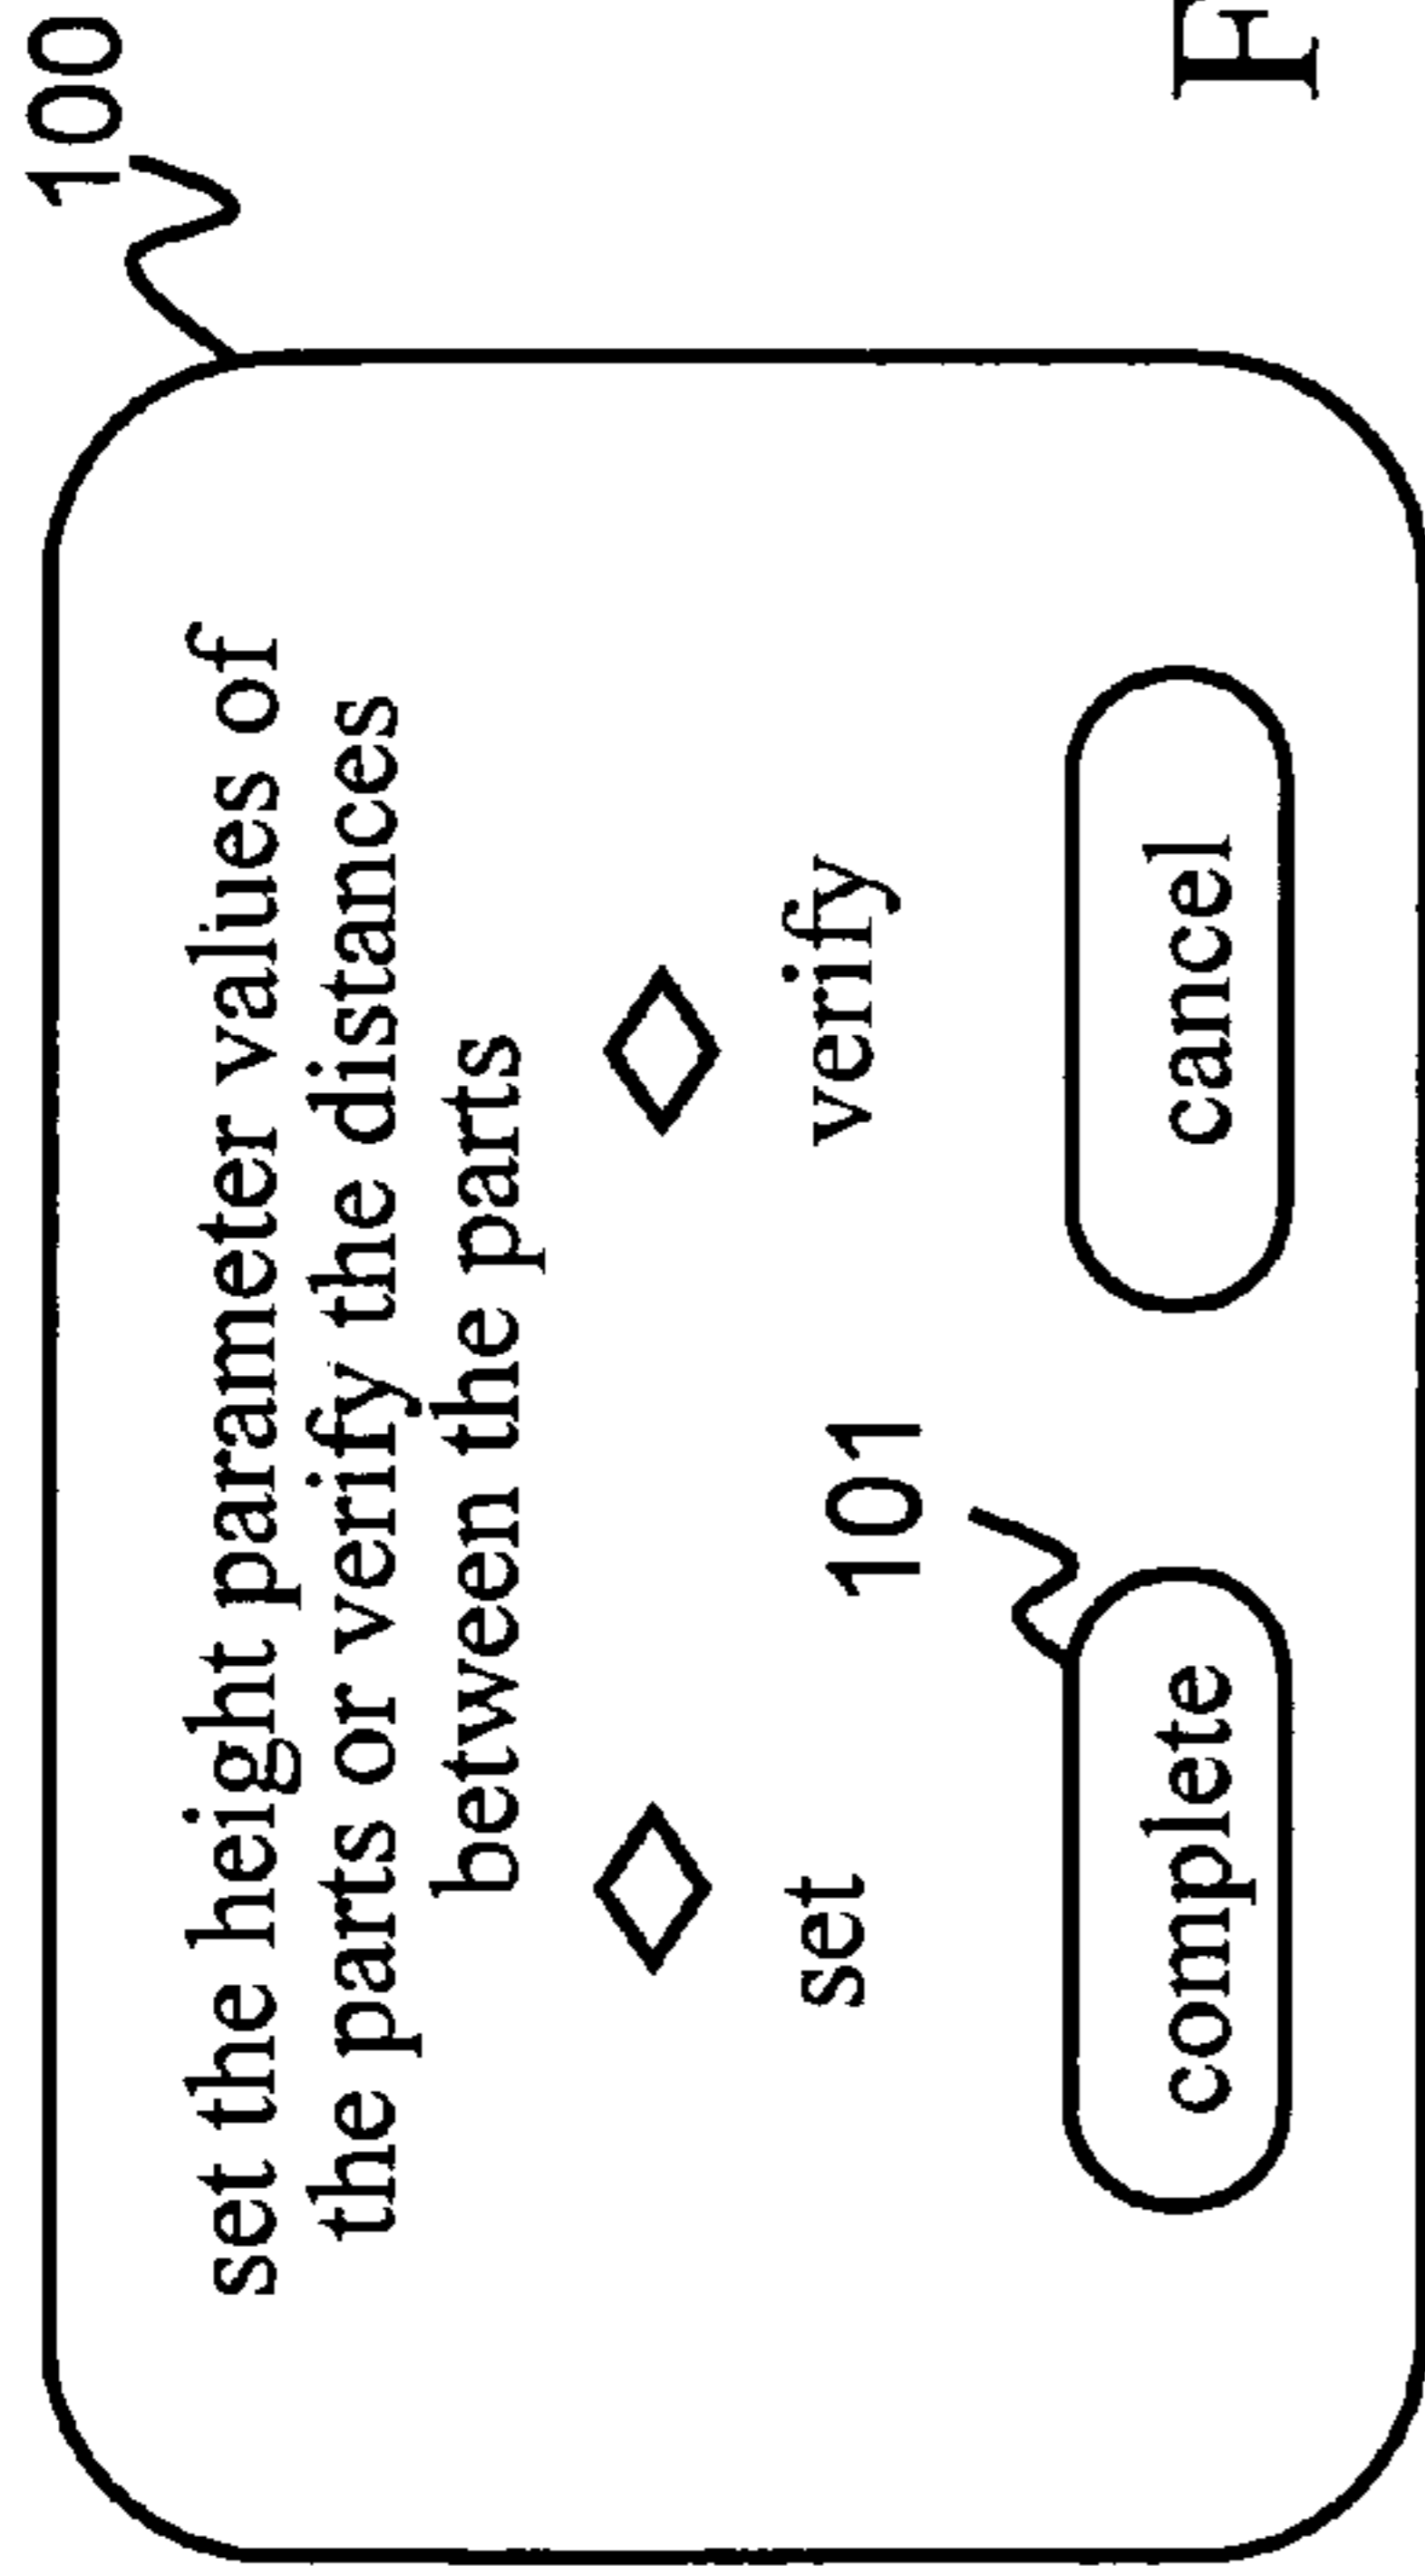 100
set the height parameter values of
the parts or verify the distances
between the parts
set
verify
101
complete
cancel
F